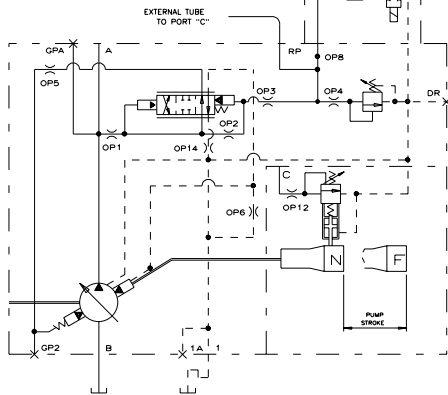 EXTERNAL TUBE
TO PORT "C"
GPA
A
RP
OP8
OP5
OP3
OP4
DR
OP1
OP2
OP14
C
OP12
OP6
N
F
PUMP
STROKE
GP2
B
1A
1